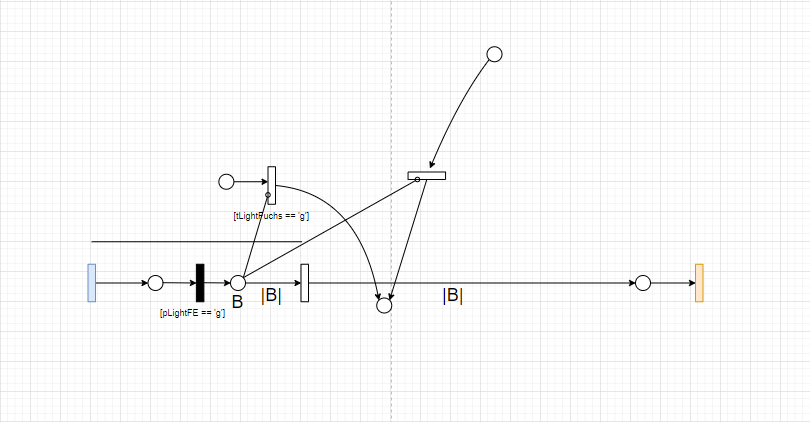 [tLightFuchs == 'g']
B
|B|
|B|
[pLightFE == 'g']